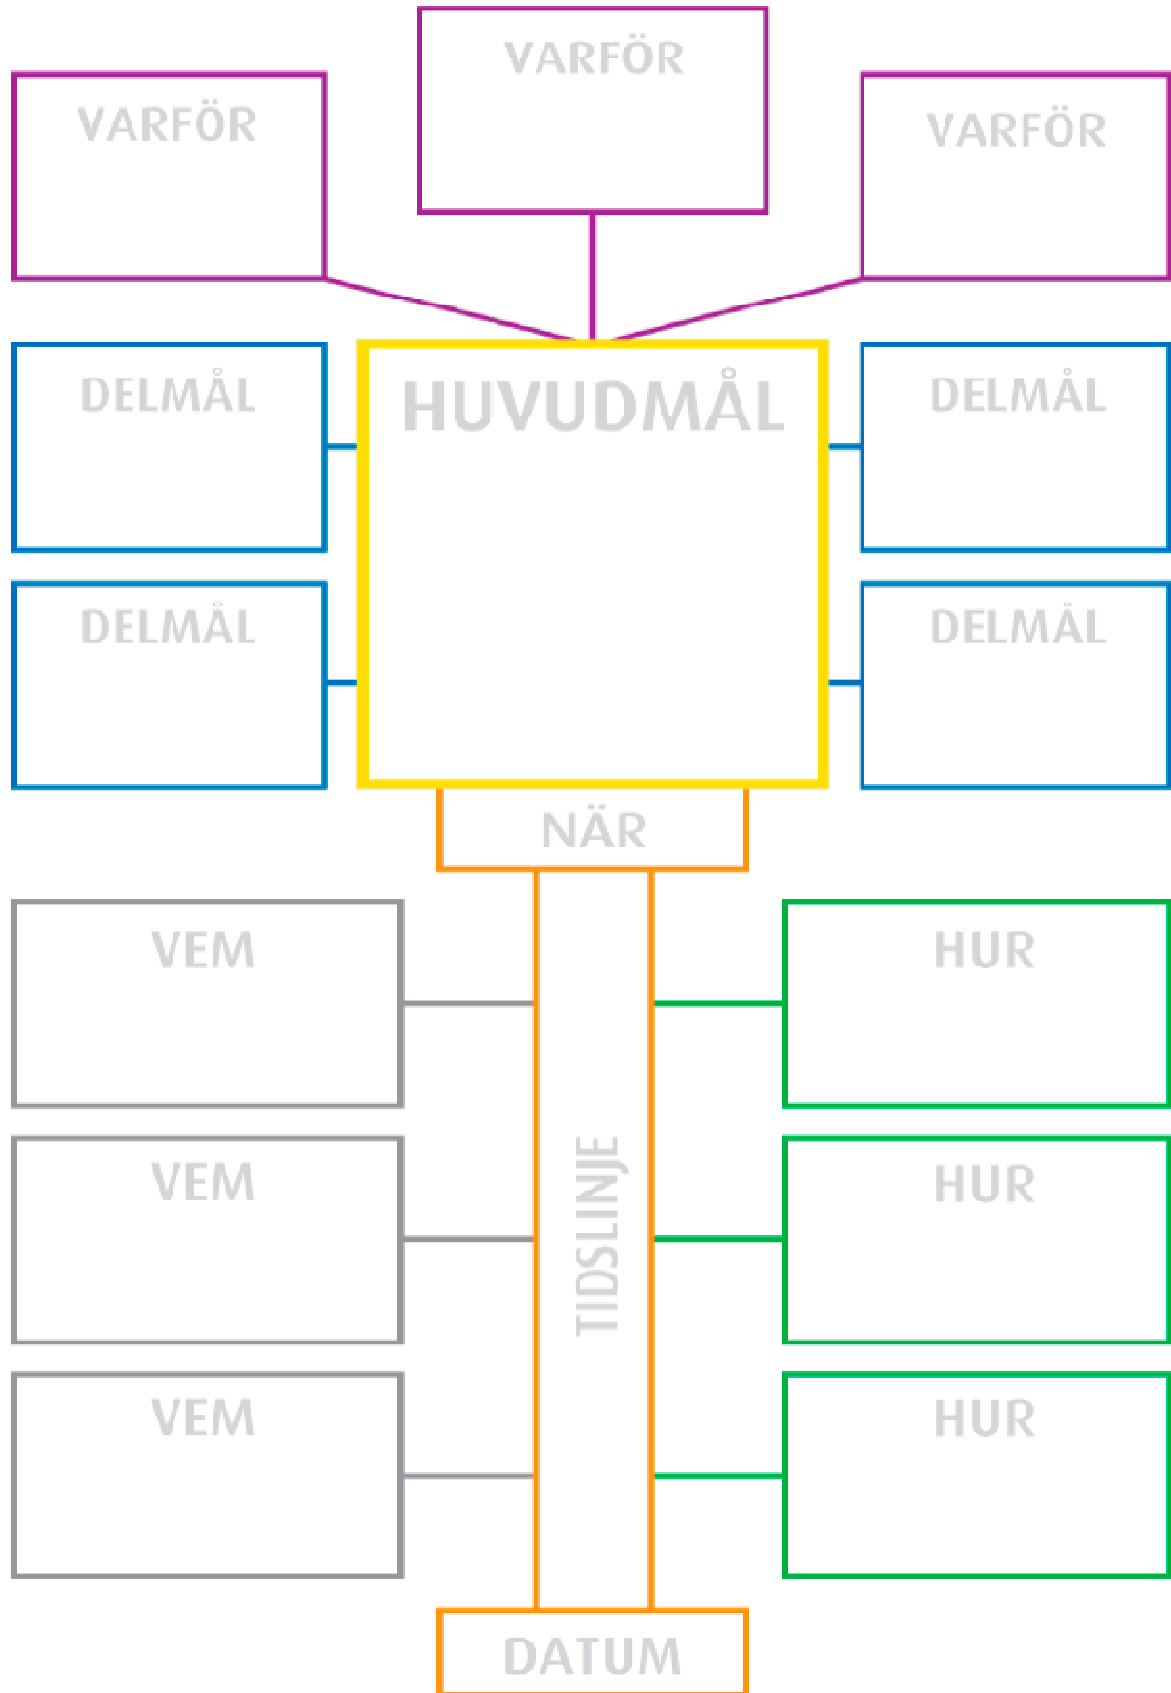 VARFÖR
VARFÖR
VARFÖR
DELMÅL
HUVUDMÅL
DELMÅL
DELMÅL
DELMÅL
NÄR
VEM
HUR
TIDSLINJE
VEM
HUR
VEM
HUR
DATUM